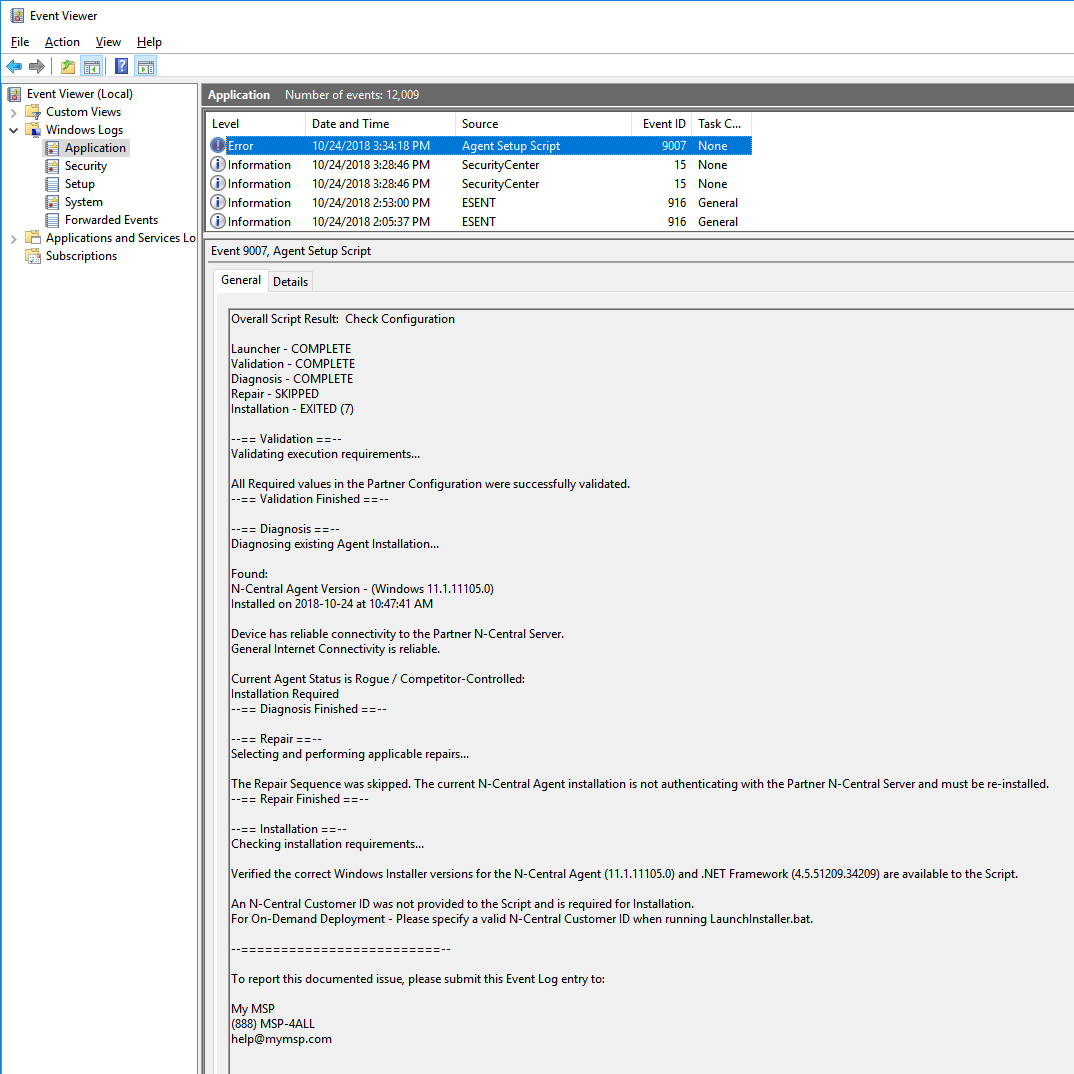 Event Viewer
File Action View Help
Event Viewer (Local)
Custom Views
Windows Logs
Application
Security
Setup
System
Forwarded Events
Applications and Services Lo
Subscriptions
Application Number of events: 12,009
Level Date and Time Source Event ID Task C...
Error 10/24/2018 3:34:18 PM Agent Setup Script 9007 None
Information 10/24/2018 3:28:46 PM SecurityCenter 15 None
Information 10/24/2018 3:28:46 PM SecurityCenter 15 None
Information 10/24/2018 2:53:00 PM ESENT 916 General
Information 10/24/2018 2:05:37 PM ESENT 916 General
Event 9007, Agent Setup Script
General Details
Overall Script Result:  Check Configuration
Launcher - COMPLETE
Validation - COMPLETE
Diagnosis - COMPLETE
Repair - SKIPPED
Installation - EXITED (7)
--== Validation ==--
Validating execution requirements...
All Required values in the Partner Configuration were successfully validated.
--== Validation Finished ==--
--== Diagnosis ==--
Diagnosing existing Agent Installation...
Found:
N-Central Agent Version - (Windows 11.1.11105.0)
Installed on 2018-10-24 at 10:47:41 AM
Device has reliable connectivity to the Partner N-Central Server.
General Internet Connectivity is reliable.
Current Agent Status is Rogue / Competitor-Controlled:
Installation Required
--== Diagnosis Finished ==--
--== Repair ==--
Selecting and performing applicable repairs...
The Repair Sequence was skipped. The current N-Central Agent installation is not authenticating with the Partner N-Central Server and must be re-installed.
--== Repair Finished ==--
--== Installation ==--
Checking installation requirements...
Verified the correct Windows Installer versions for the N-Central Agent (11.1.11105.0) and .NET Framework (4.5.51209.34209) are available to the Script.
An N-Central Customer ID was not provided to the Script and is required for Installation.
For On-Demand Deployment - Please specify a valid N-Central Customer ID when running LaunchInstaller.bat.
--=========================--
To report this documented issue, please submit this Event Log entry to:
My MSP
(888) MSP-4ALL
help@mymsp.com